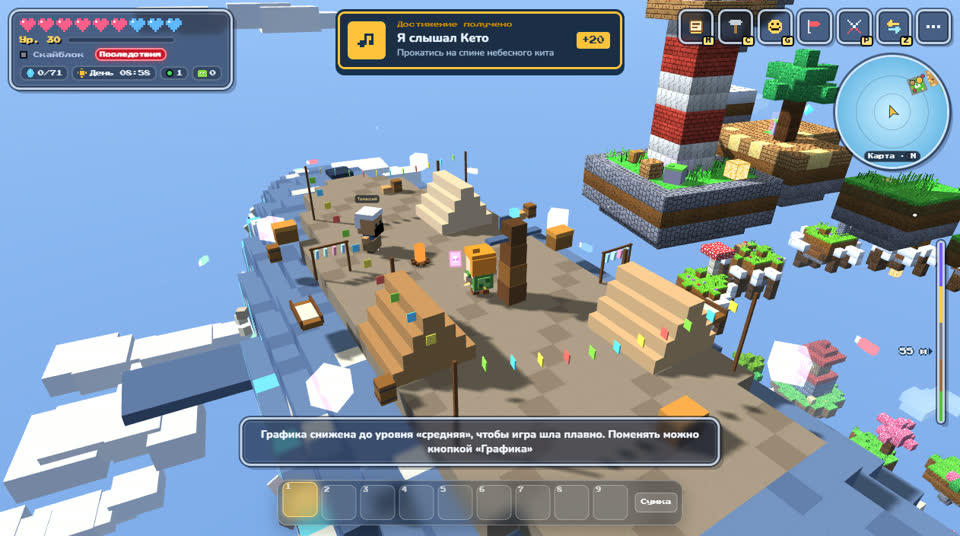 Достижение получено
Я слышал Кето
Прокатись на спине небесного кита
+20
Ур. 30
Скайблок
Последствия
0/71
День 08:58
1
0
R
C
G
P
Z
Карта · N
55
Графика снижена до уровня «средняя», чтобы игра шла плавно. Поменять можно
кнопкой «Графика»
1
2
3
4
5
6
7
8
9
Сумка